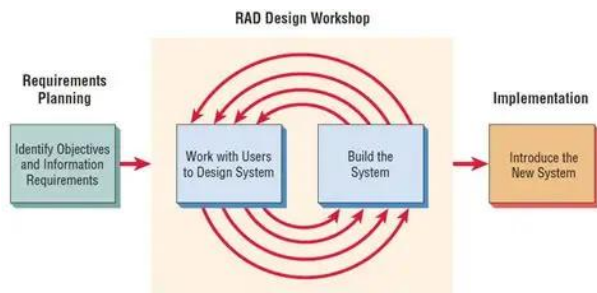 RAD Design Workshop
Requirements
Planning
Identify Objectives
and Information
Requirements
Work with Users
to Design System
Build the
System
Implementation
Introduce the
New System